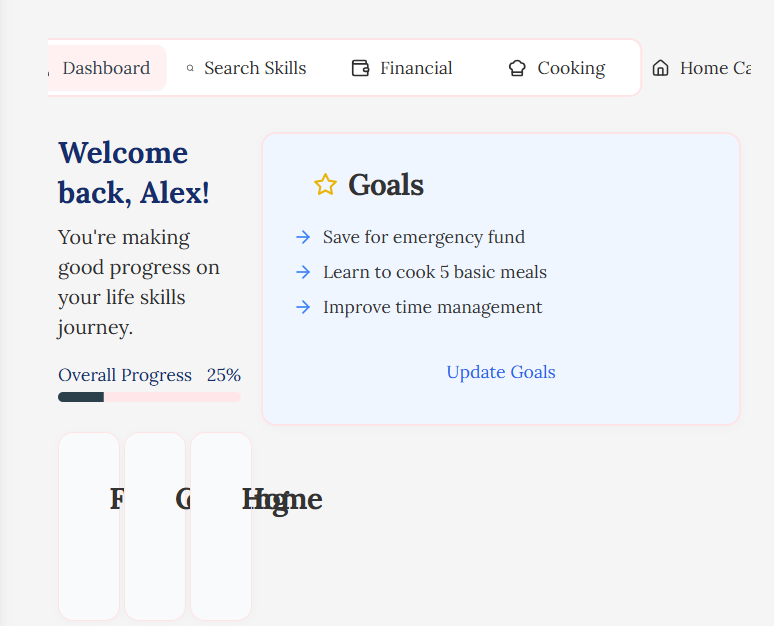 Dashboard Search Skills Financial Cooking Home
Welcome
back, Alex!
You're making
good progress on
your life skills
journey.
Overall Progress 25%
Goals
Save for emergency fund
Learn to cook 5 basic meals
Improve time management
Update Goals
Home